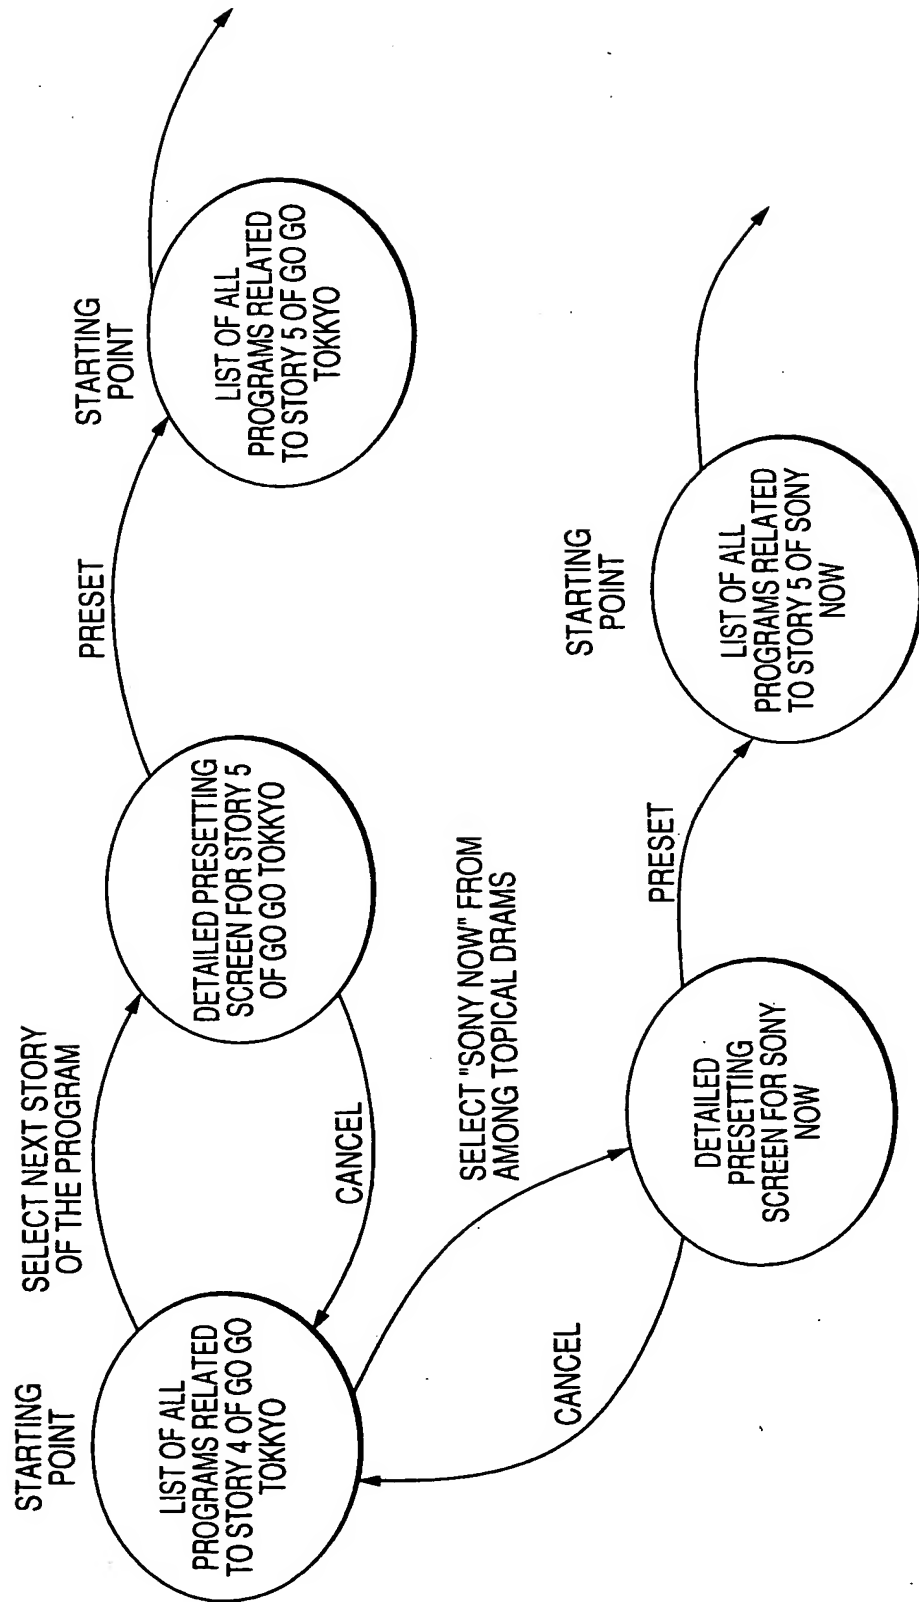 STARTING
POINT
LIST OF ALL
PROGRAMS RELATED
TO STORY 4 OF GO GO
TOKKYO
SELECT NEXT STORY
OF THE PROGRAM
CANCEL
DETAILED PRESETTING
SCREEN FOR STORY 5
OF GO GO TOKKYO
PRESET
STARTING
POINT
LIST OF ALL
PROGRAMS RELATED
TO STORY 5 OF GO GO
TOKKYO
SELECT "SONY NOW" FROM
AMONG TOPICAL DRAMS
CANCEL
DETAILED
PRESETTING
SCREEN FOR SONY
NOW
PRESET
STARTING
POINT
LIST OF ALL
PROGRAMS RELATED
TO STORY 5 OF SONY
NOW